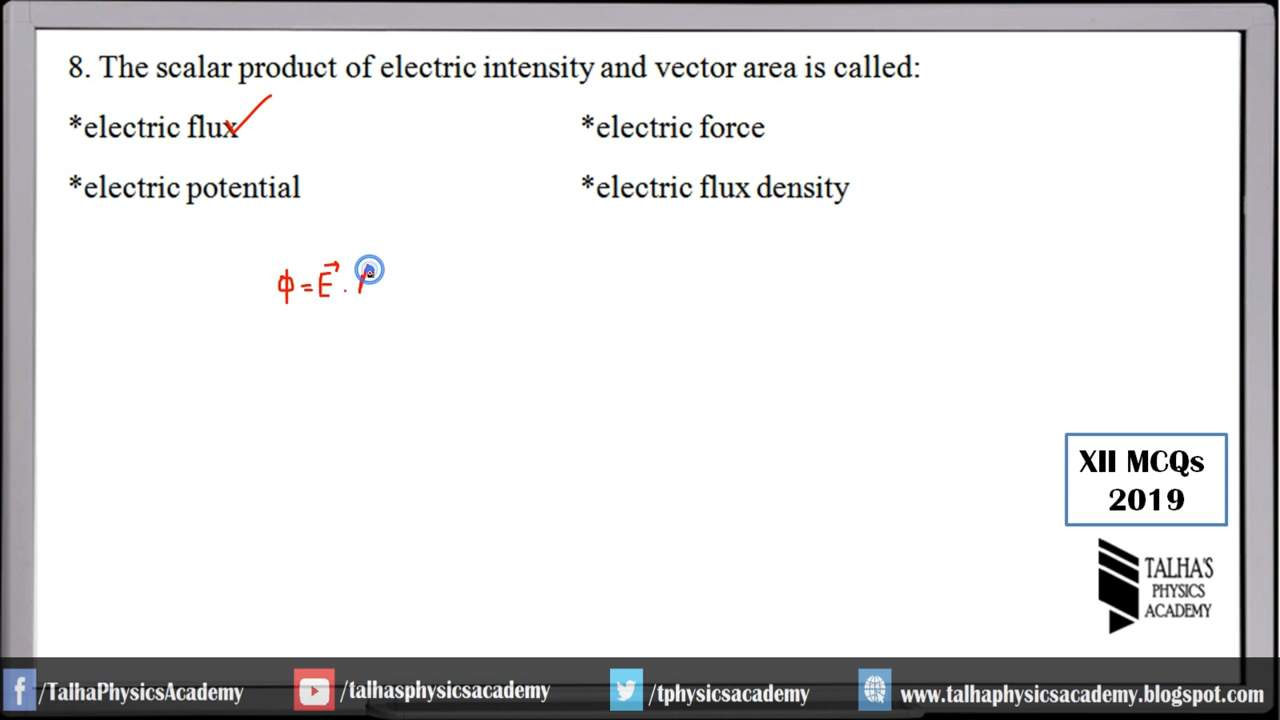 8. The scalar product of electric intensity and vector area is called:
*electric flux
*electric force
*electric potential
*electric flux density
ϕ = E⃗ .
XII MCQs
2019
TALHA'S
PHYSICS
ACADEMY
/TalhaPhysicsAcademy
/talhasphysicsacademy
/tphysicsacademy
www.talhaphysicsacademy.blogspot.com